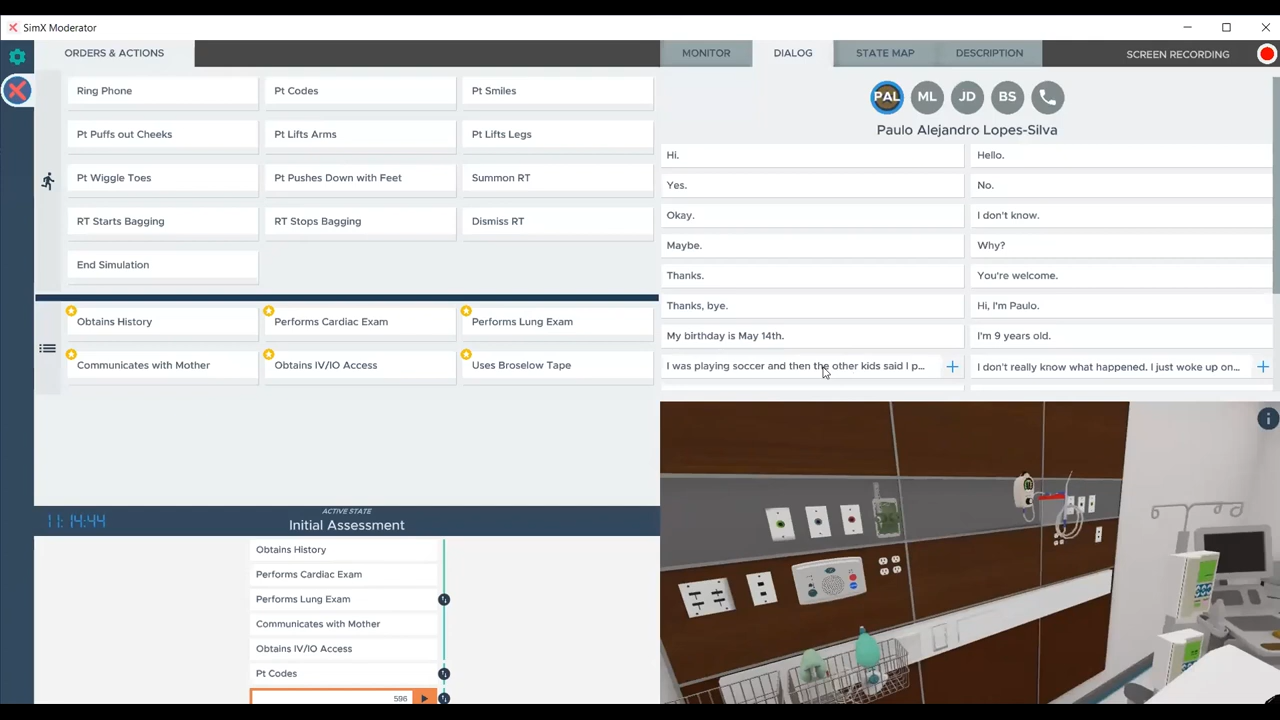 SimX Moderator
ORDERS & ACTIONS
Ring Phone
Pt Codes
Pt Smiles
Pt Puffs out Cheeks
Pt Lifts Arms
Pt Lifts Legs
Pt Wiggle Toes
Pt Pushes Down with Feet
Summon RT
RT Starts Bagging
RT Stops Bagging
Dismiss RT
End Simulation
Obtains History
Performs Cardiac Exam
Performs Lung Exam
Communicates with Mother
Obtains IV/IO Access
Uses Broselow Tape
11:14:44
ACTIVE STATE
Initial Assessment
Obtains History
Performs Cardiac Exam
Performs Lung Exam
Communicates with Mother
Obtains IV/IO Access
Pt Codes
596
MONITOR
DIALOG
STATE MAP
DESCRIPTION
SCREEN RECORDING
PAL
ML
JD
BS
Paulo Alejandro Lopes-Silva
Hi.
Hello.
Yes.
No.
Okay.
I don't know.
Maybe.
Why?
Thanks.
You're welcome.
Thanks, bye.
Hi, I'm Paulo.
My birthday is May 14th.
I'm 9 years old.
I was playing soccer and then the other kids said I p...
I don't really know what happened. I just woke up on...